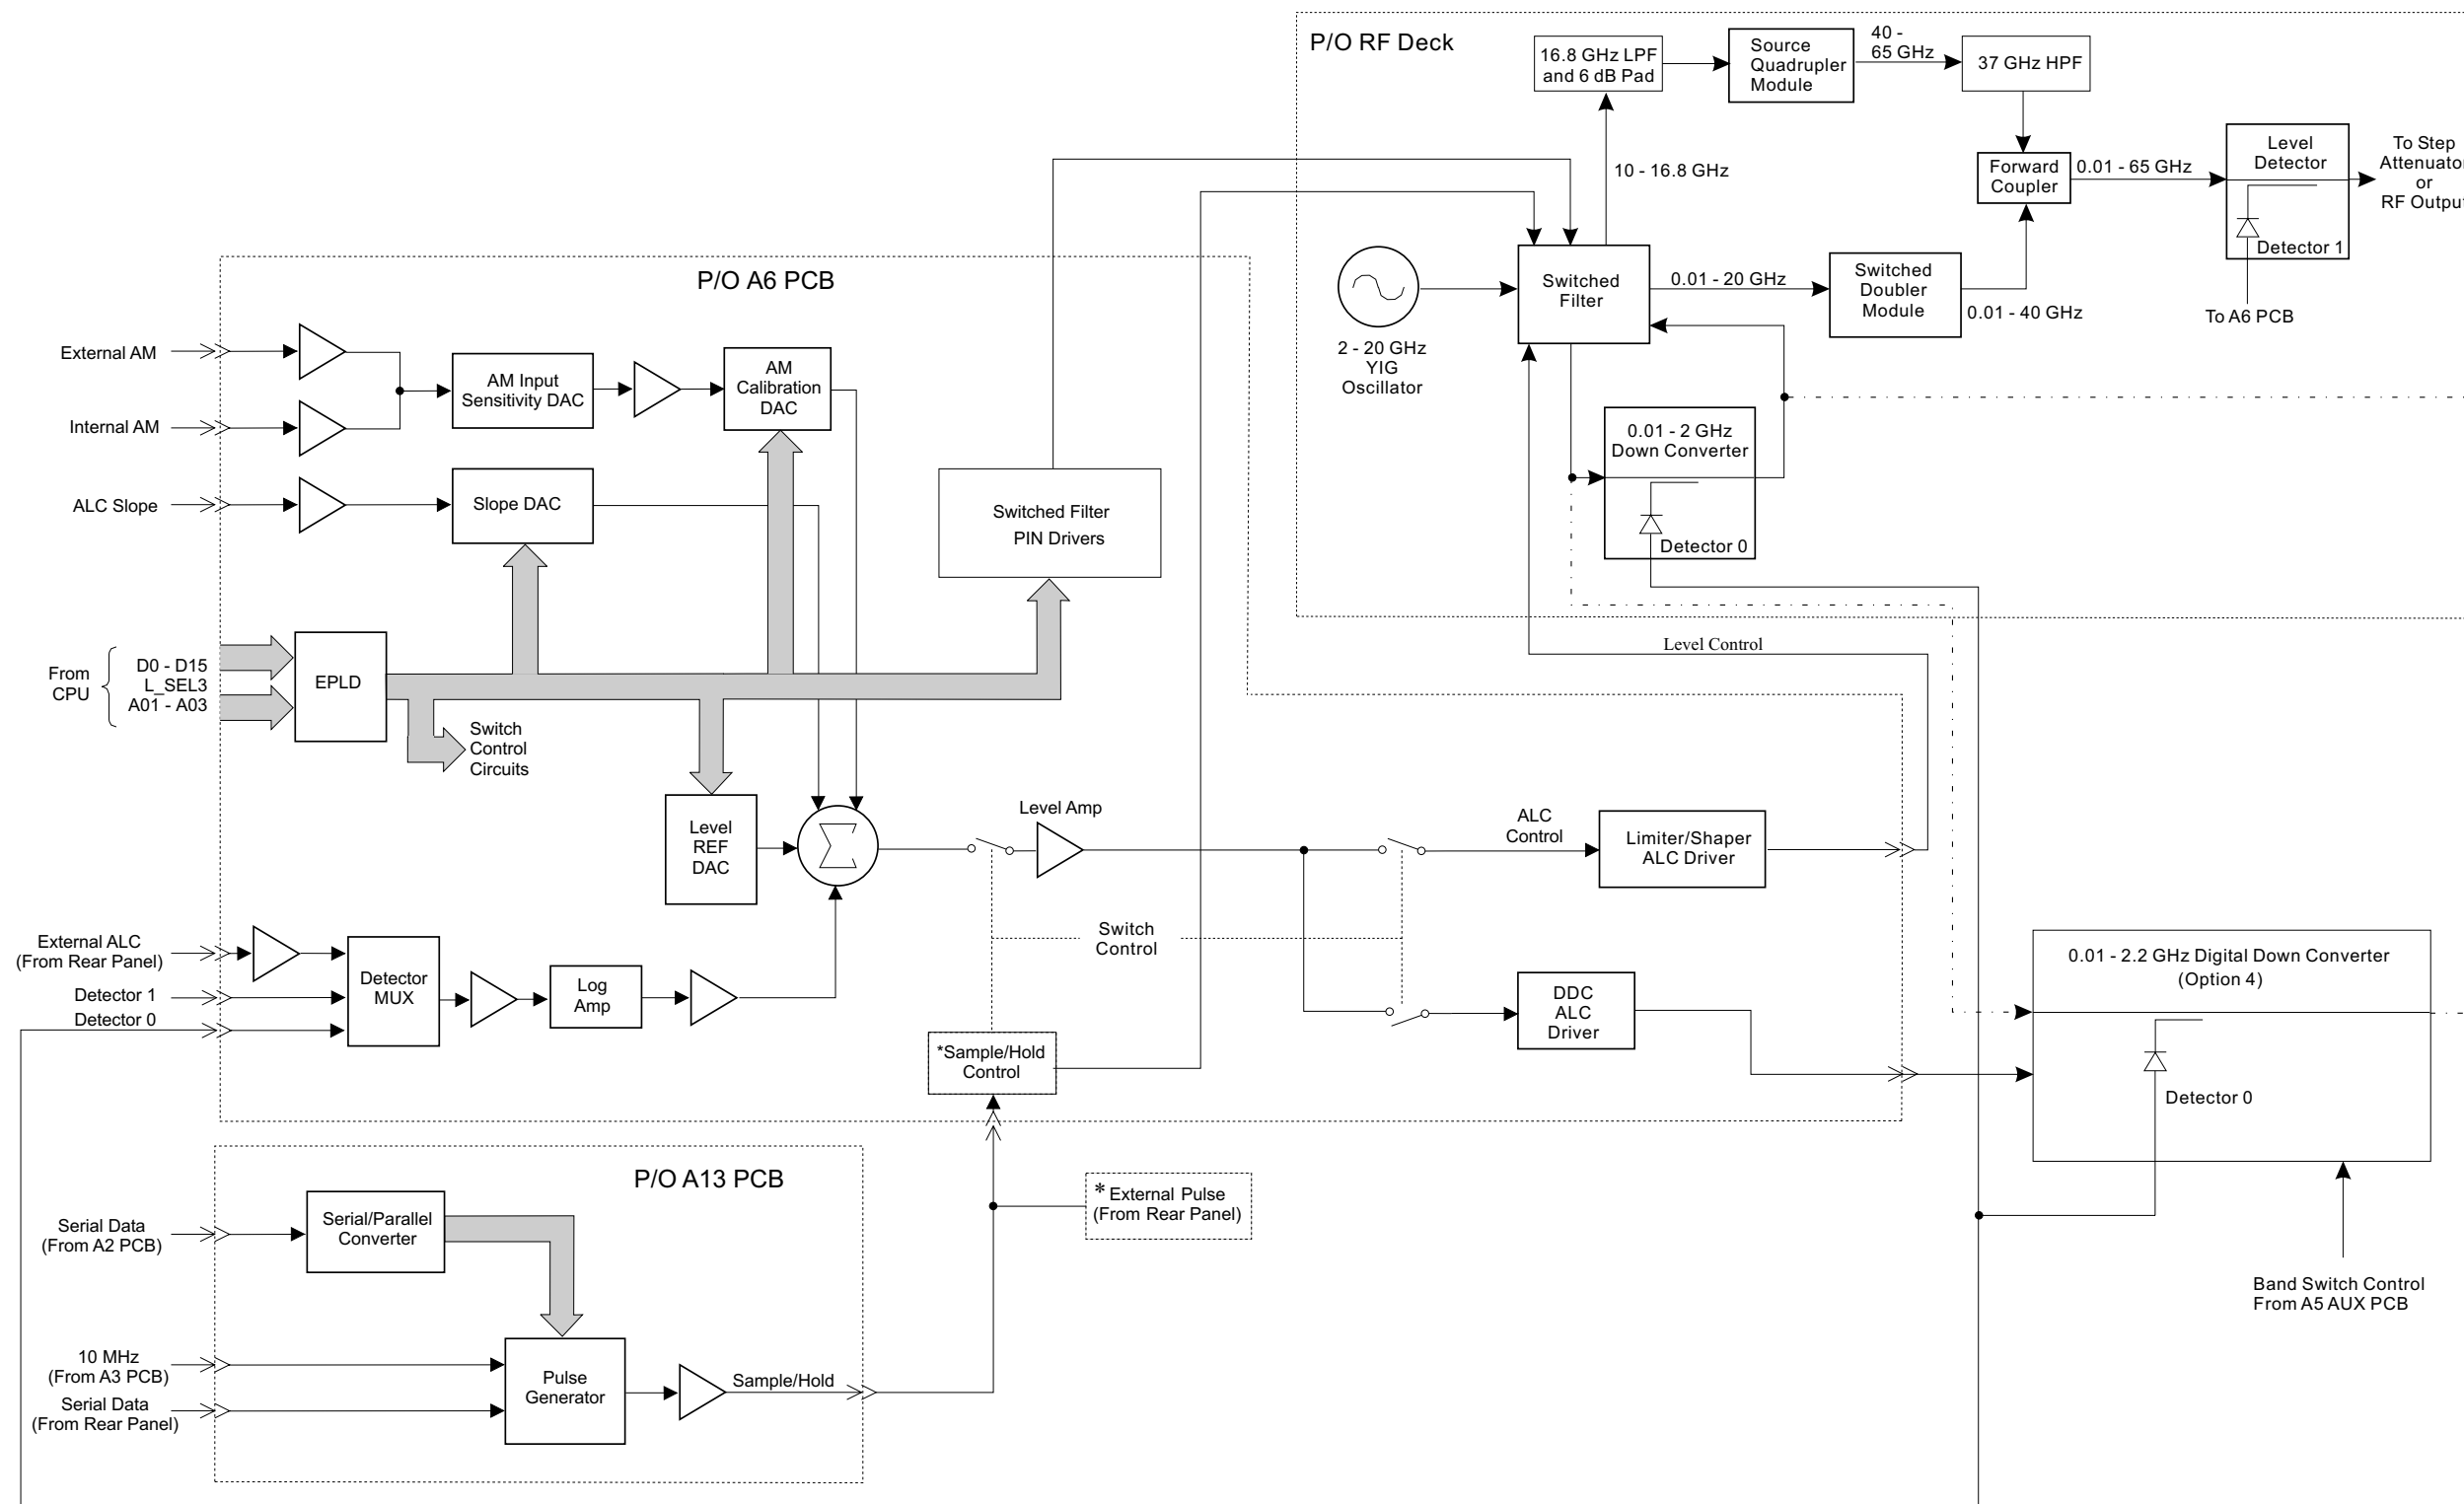 P/O RF Deck
16.8 GHz LPF
and 6 dB Pad
Source
Quadrupler
Module
40 -
65 GHz
37 GHz HPF
10 - 16.8 GHz
Forward
Coupler
0.01 - 65 GHz
Level
Detector
Detector 1
To Step
Attenuator
or
RF Output
To A6 PCB
2 - 20 GHz
YIG
Oscillator
Switched
Filter
0.01 - 20 GHz
Switched
Doubler
Module
0.01 - 40 GHz
0.01 - 2 GHz
Down Converter
Detector 0
P/O A6 PCB
External AM
Internal AM
ALC Slope
AM Input
Sensitivity DAC
AM
Calibration
DAC
Slope DAC
Switched Filter
PIN Drivers
From
CPU
D0 - D15
L_SEL3
A01 - A03
EPLD
Switch
Control
Circuits
Level Control
Level
REF
DAC
Level Amp
ALC
Control
Limiter/Shaper
ALC Driver
Switch
Control
External ALC
(From Rear Panel)
Detector 1
Detector 0
Detector
MUX
Log
Amp
*Sample/Hold
Control
DDC
ALC
Driver
0.01 - 2.2 GHz Digital Down Converter
(Option 4)
Detector 0
Band Switch Control
From A5 AUX PCB
P/O A13 PCB
* External Pulse
(From Rear Panel)
Serial Data
(From A2 PCB)
Serial/Parallel
Converter
10 MHz
(From A3 PCB)
Serial Data
(From Rear Panel)
Pulse
Generator
Sample/Hold